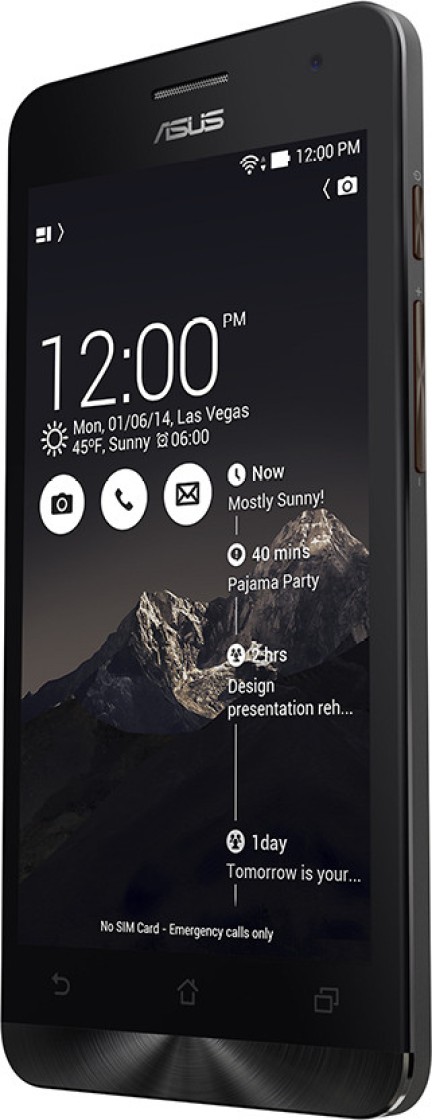 ASUS
12:00 PM
12:00 PM
Mon, 01/06/14, Las Vegas
45ºF, Sunny 06:00
Now
Mostly Sunny!
40 mins
Pajama Party
2 hrs
Design
presentation reh...
1day
Tomorrow is your...
No SIM Card - Emergency calls only